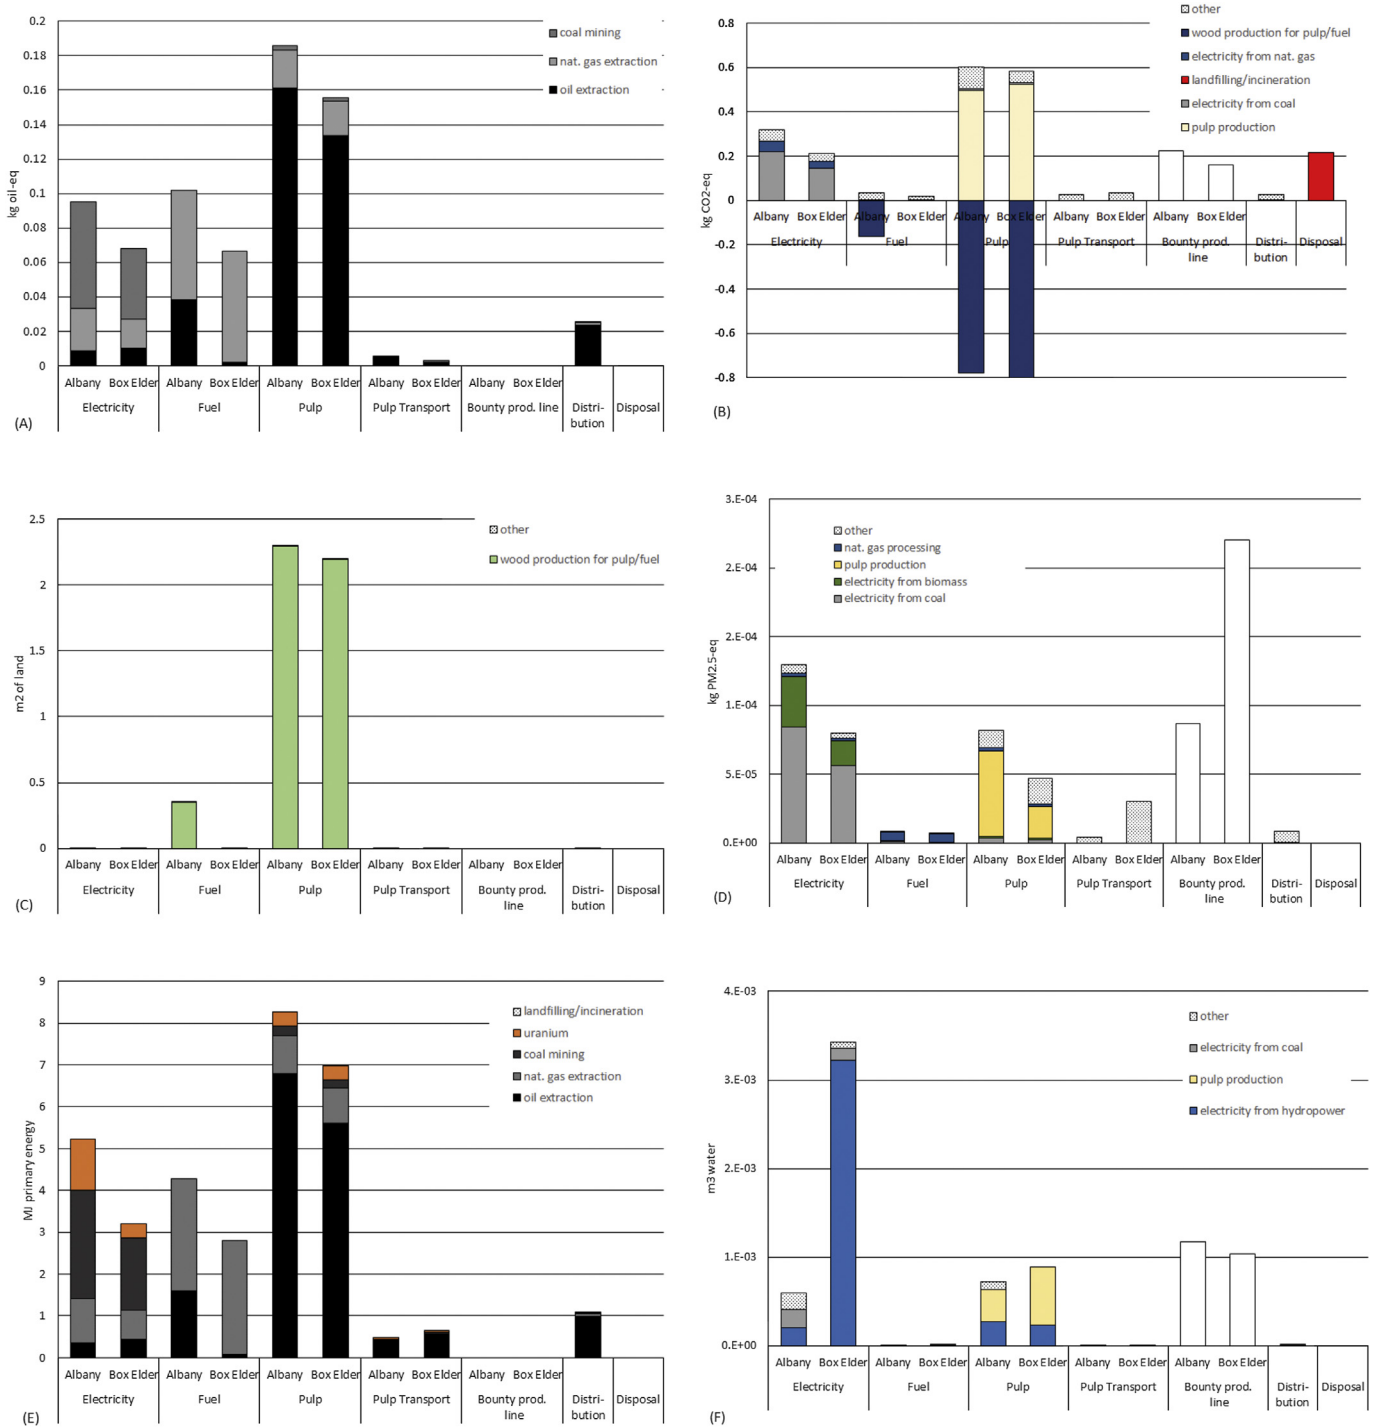 0.2
0.18
0.16
0.14
0.12
0.1
0.08
0.06
0.04
0.02
0
kg oil-eq
coal mining
nat. gas extraction
oil extraction
Albany Box Elder Albany Box Elder Albany Box Elder Albany Box Elder Albany Box Elder
Electricity Fuel Pulp Pulp Transport Bounty prod. line Distri- Disposal
bution
(A)
0.8
0.6
0.4
0.2
0
-0.2
-0.4
-0.6
-0.8
kg CO2-eq
other
wood production for pulp/fuel
electricity from nat. gas
landfilling/incineration
electricity from coal
pulp production
Albany Box Elder Albany Box Elder Albany Box Elder Albany Box Elder Albany Box Elder
Electricity Fuel Pulp Pulp Transport Bounty prod. Distri- Disposal
line bution
(B)
2.5
2
1.5
1
0.5
0
m2 of land
other
wood production for pulp/fuel
Albany Box Elder Albany Box Elder Albany Box Elder Albany Box Elder Albany Box Elder
Electricity Fuel Pulp Pulp Transport Bounty prod. Distri- Disposal
line bution
(C)
3.E-04
2.E-04
2.E-04
1.E-04
5.E-05
0.E+00
kg PM2.5-eq
other
nat. gas processing
pulp production
electricity from biomass
electricity from coal
Albany Box Elder Albany Box Elder Albany Box Elder Albany Box Elder Albany Box Elder
Electricity Fuel Pulp Pulp Transport Bounty prod. Distri- Disposal
line bution
(D)
9
8
7
6
5
4
3
2
1
0
MJ primary energy
landfilling/incineration
uranium
coal mining
nat. gas extraction
oil extraction
Albany Box Elder Albany Box Elder Albany Box Elder Albany Box Elder Albany Box Elder
Electricity Fuel Pulp Pulp Transport Bounty prod. Distri- Disposal
line bution
(E)
4.E-03
3.E-03
2.E-03
1.E-03
0.E+00
m3 water
other
electricity from coal
pulp production
electricity from hydropower
Albany Box Elder Albany Box Elder Albany Box Elder Albany Box Elder Albany Box Elder
Electricity Fuel Pulp Pulp Transport Bounty prod. Distri- Disposal
line bution
(F)